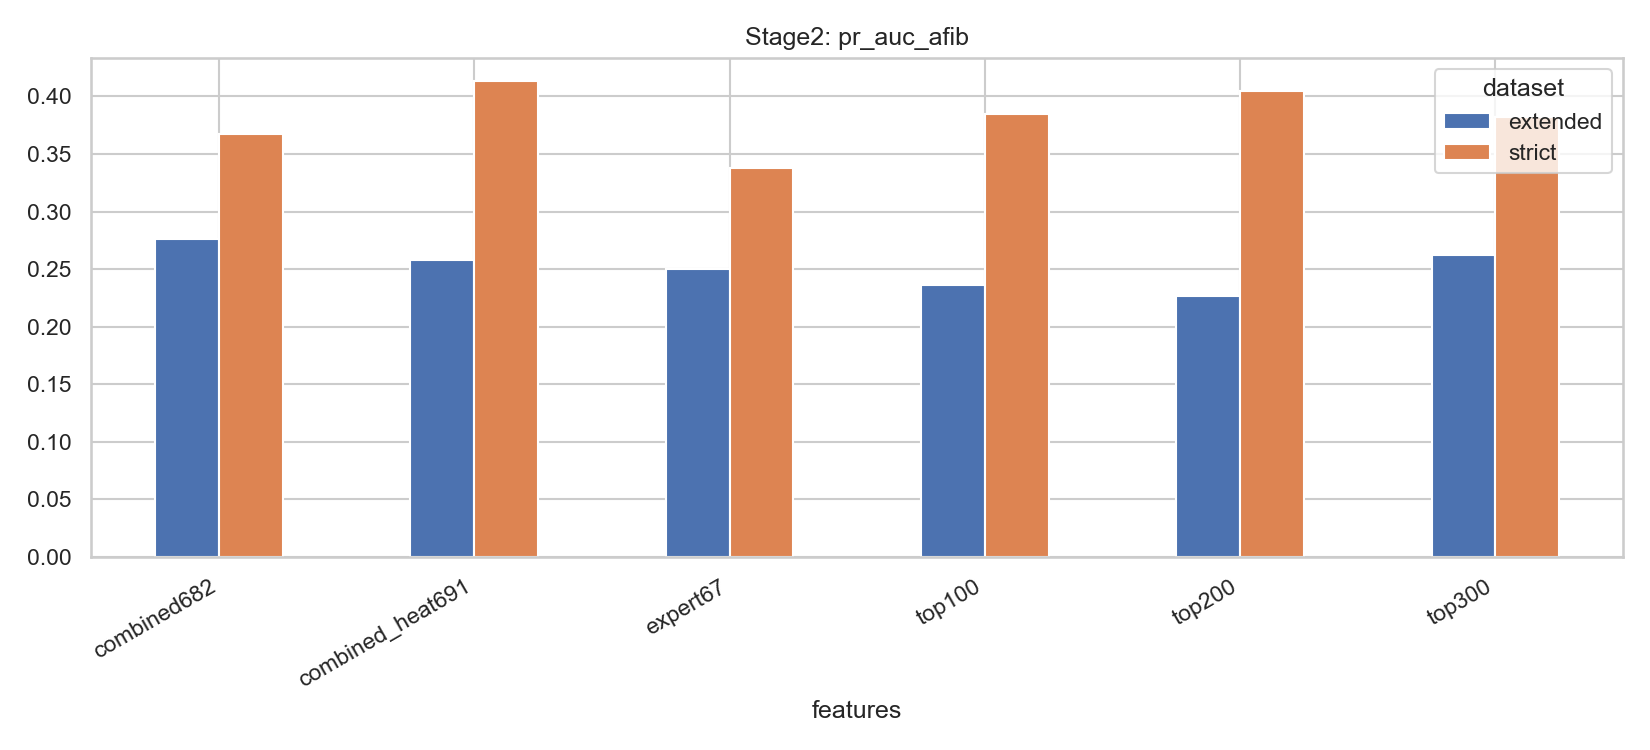 Stage2: pr_auc_afib
dataset
extended
strict
0.40
0.35
0.30
0.25
0.20
0.15
0.10
0.05
0.00
combined682
combined_heat691
expert67
top100
top200
top300
features